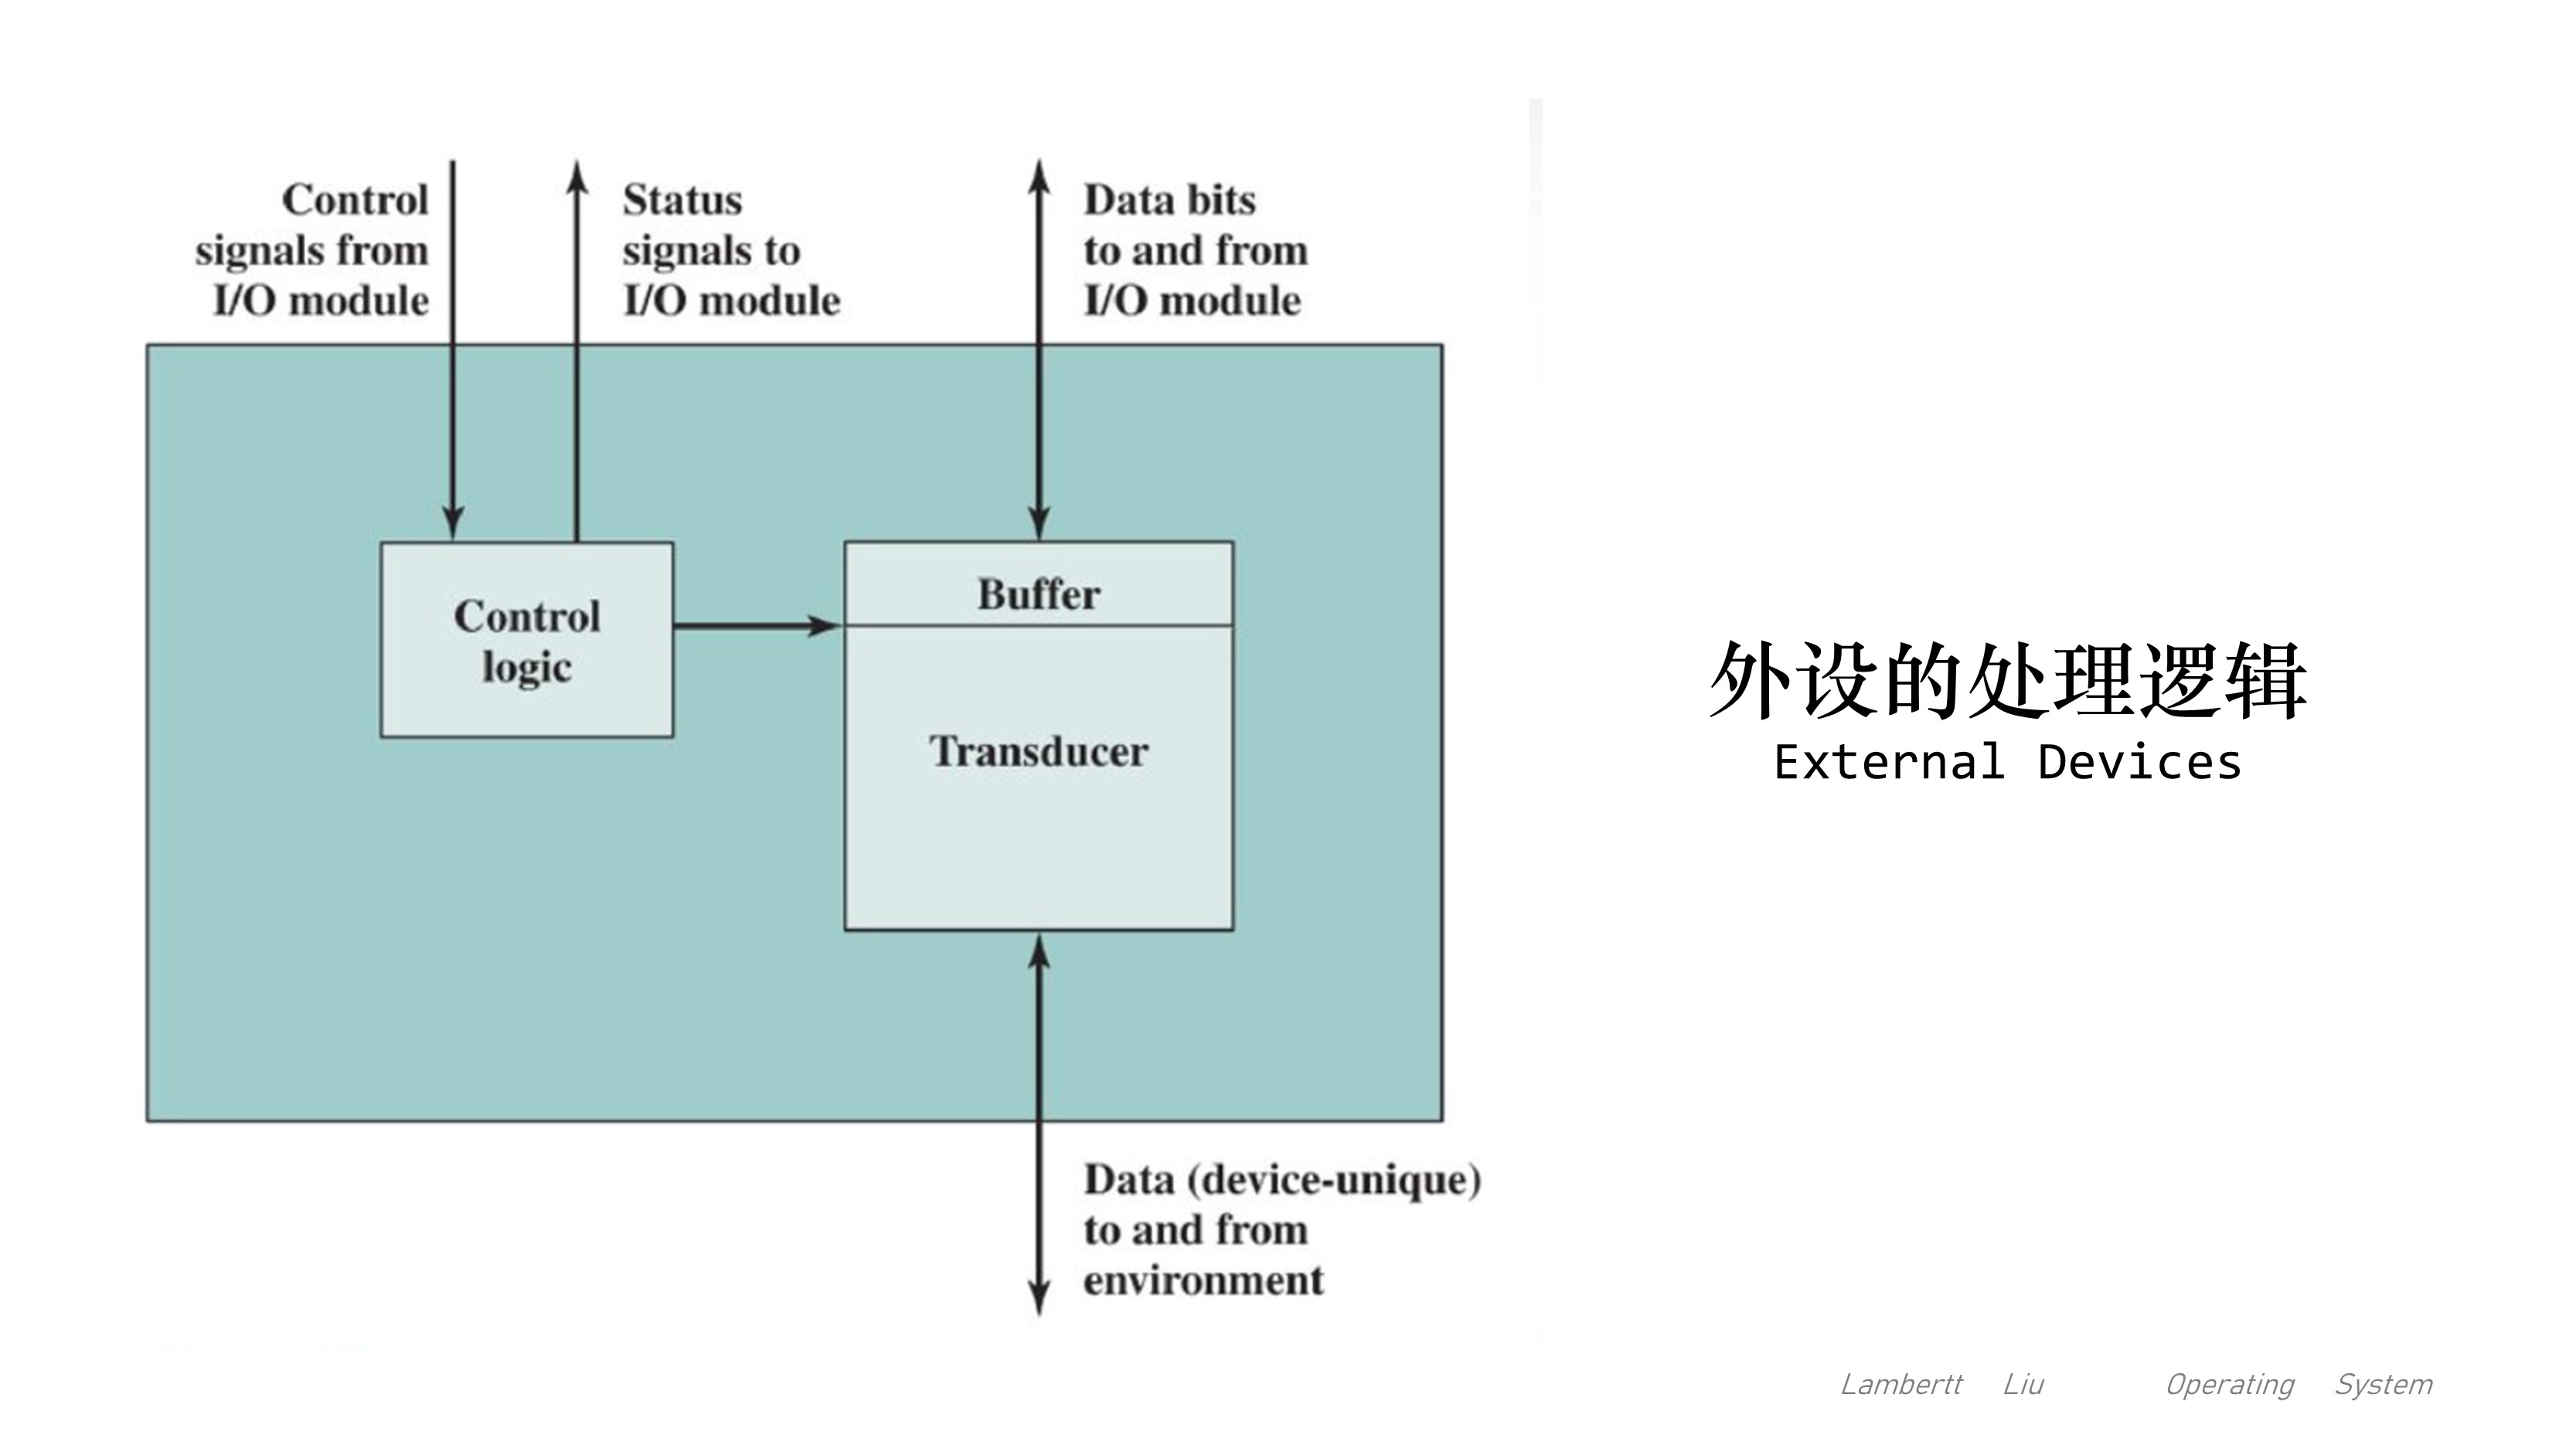 Control
signals from
I/O module
Status
signals to
I/O module
Data bits
to and from
I/O module
Control
logic
Buffer
Transducer
Data (device-unique)
to and from
environment
外设的处理逻辑
External Devices
Lambertt Liu Operating System